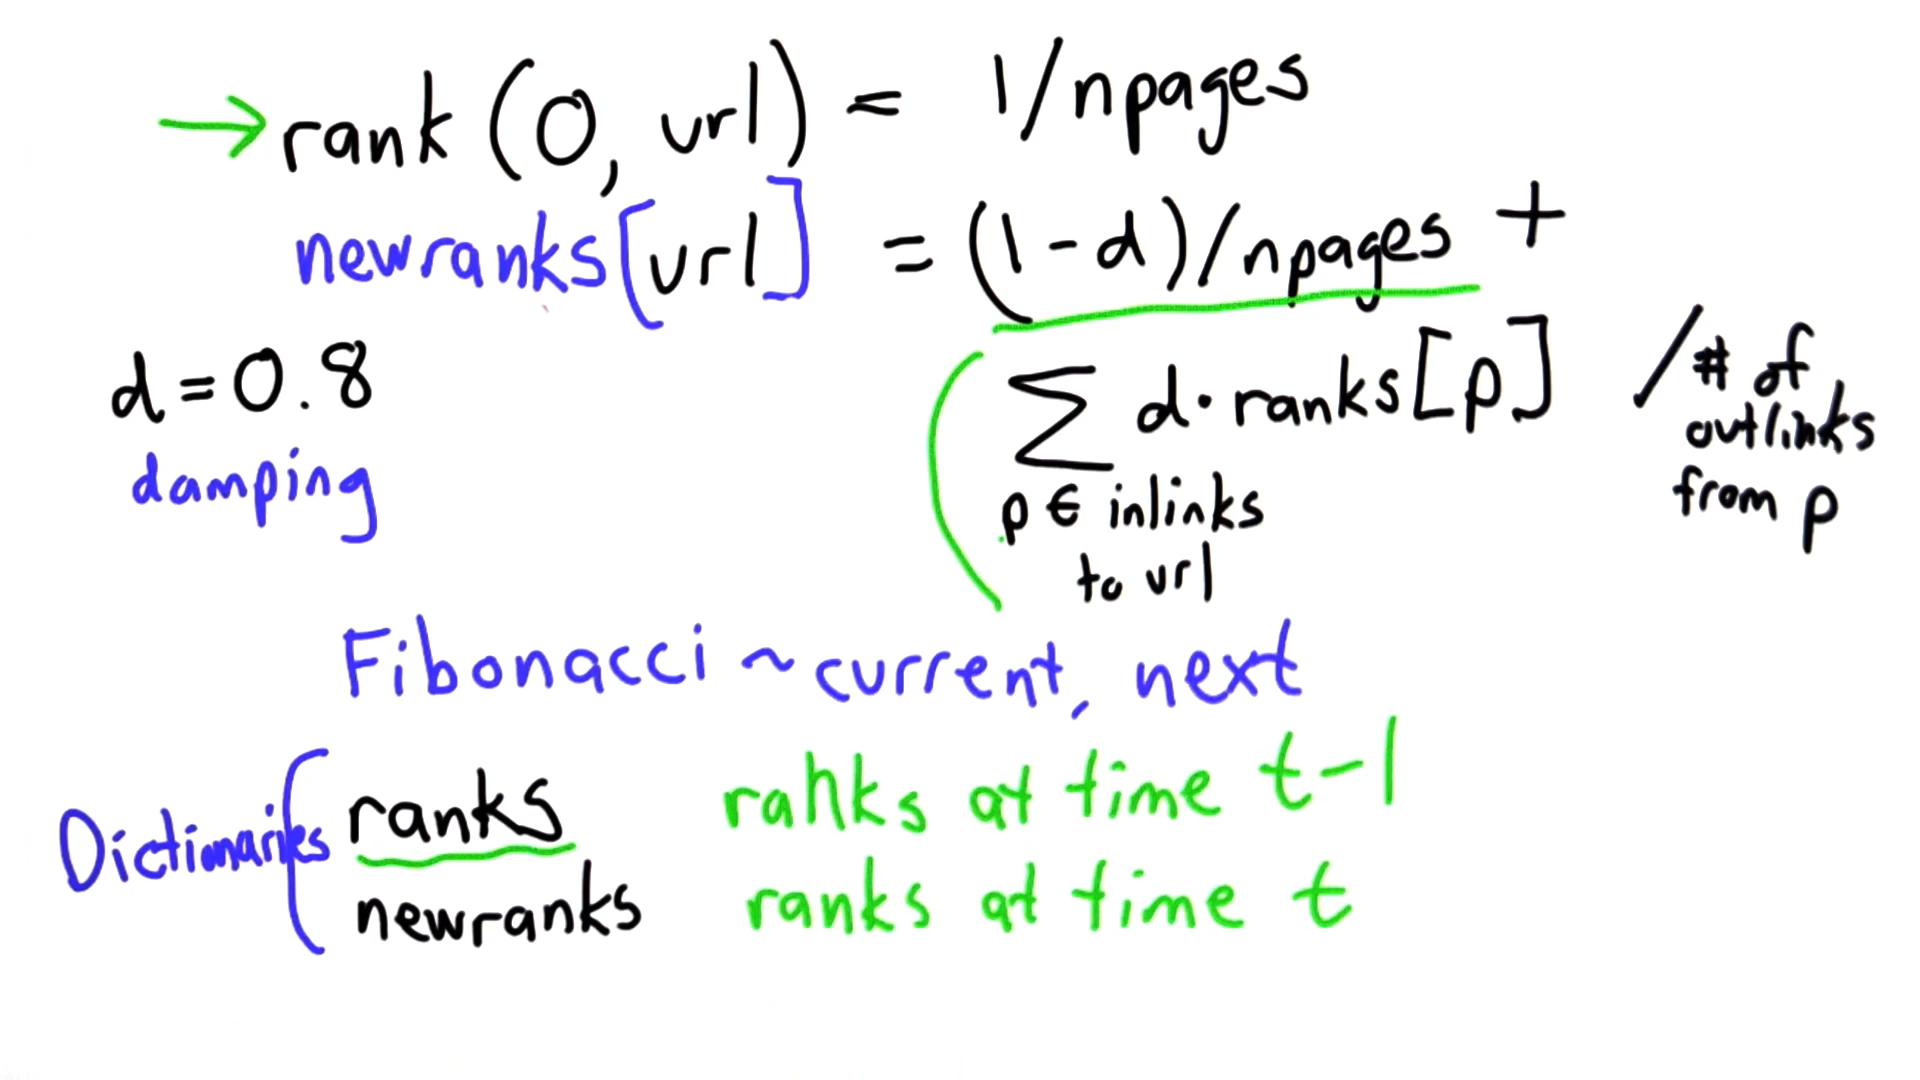 → rank (0, url) = 1/npages
newranks[url] = (1-d)/npages +
d = 0.8
damping
∑ d· ranks[p] / # of outlinks from p
p ∈ inlinks
to url
Fibonacci ~ current, next
Dictionaries
ranks ranks at time t-1
newranks ranks at time t